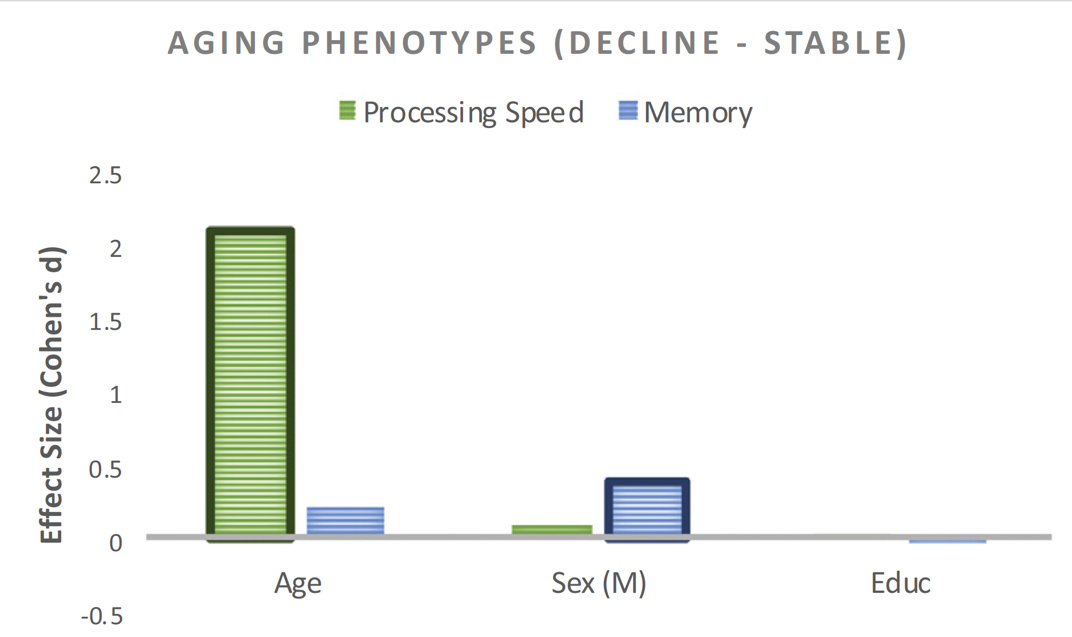 AGING PHENOTYPES (DECLINE - STABLE)
Processing Speed Memory
Effect Size (Cohen's d)
2.5
2
1.5
1
0.5
0
-0.5
Age Sex (M) Educ